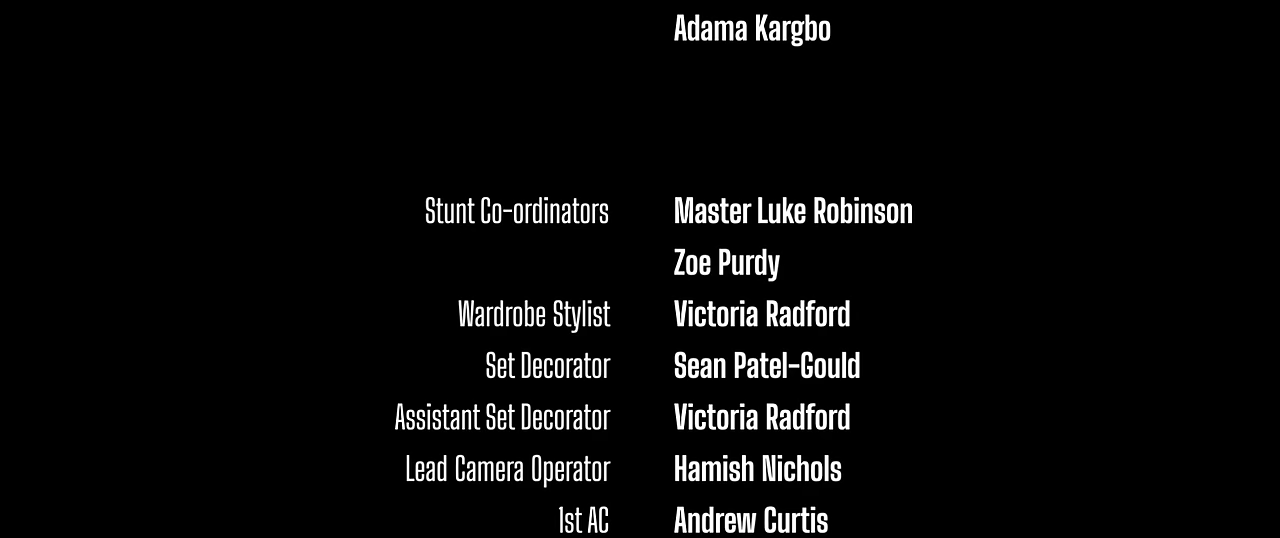 Adama Kargbo
Stunt Co-ordinators Master Luke Robinson
Zoe Purdy
Wardrobe Stylist Victoria Radford
Set Decorator Sean Patel-Gould
Assistant Set Decorator Victoria Radford
Lead Camera Operator Hamish Nichols
1st AC Andrew Curtis